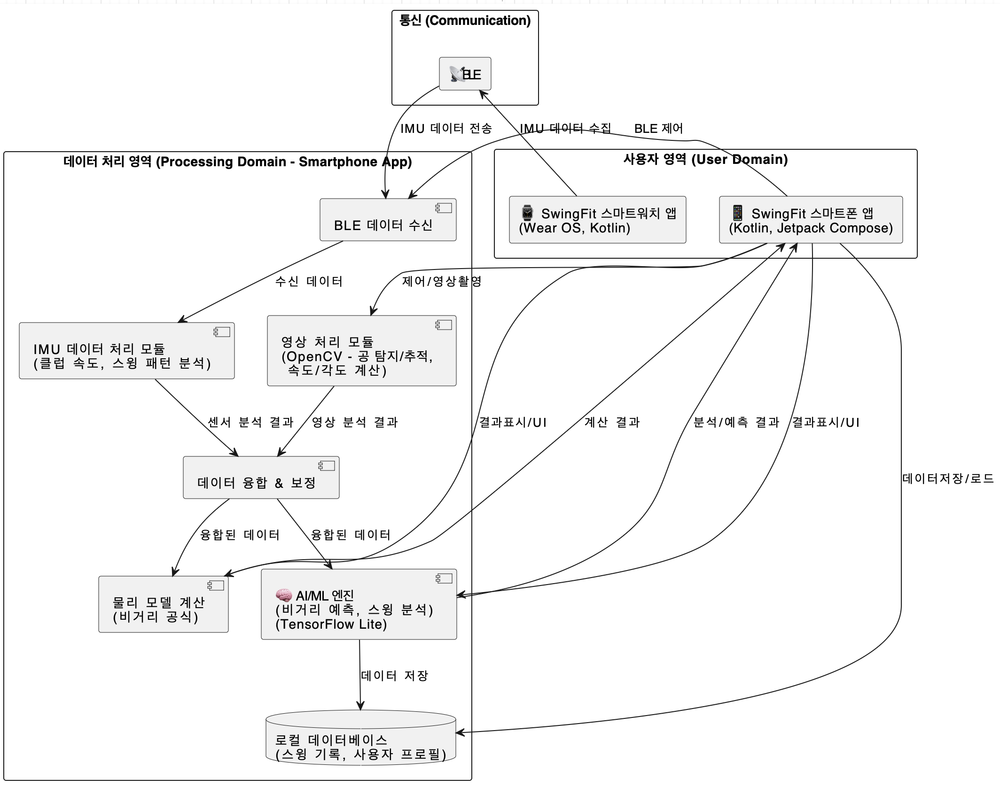 통신 (Communication)
BLE
IMU 데이터 전송
IMU 데이터 수집
BLE 제어
데이터 처리 영역 (Processing Domain - Smartphone App)
사용자 영역 (User Domain)
BLE 데이터 수신
SwingFit 스마트워치 앱
(Wear OS, Kotlin)
SwingFit 스마트폰 앱
(Kotlin, Jetpack Compose)
수신 데이터
제어/영상촬영
IMU 데이터 처리 모듈
(클럽 속도, 스윙 패턴 분석)
영상 처리 모듈
(OpenCV - 공 탐지/추적,
속도/각도 계산)
센서 분석 결과
영상 분석 결과
결과표시/UI
계산 결과
분석/예측 결과
결과표시/UI
데이터 융합 & 보정
데이터저장/로드
융합된 데이터
융합된 데이터
물리 모델 계산
(비거리 공식)
AI/ML 엔진
(비거리 예측, 스윙 분석)
(TensorFlow Lite)
데이터 저장
로컬 데이터베이스
(스윙 기록, 사용자 프로필)